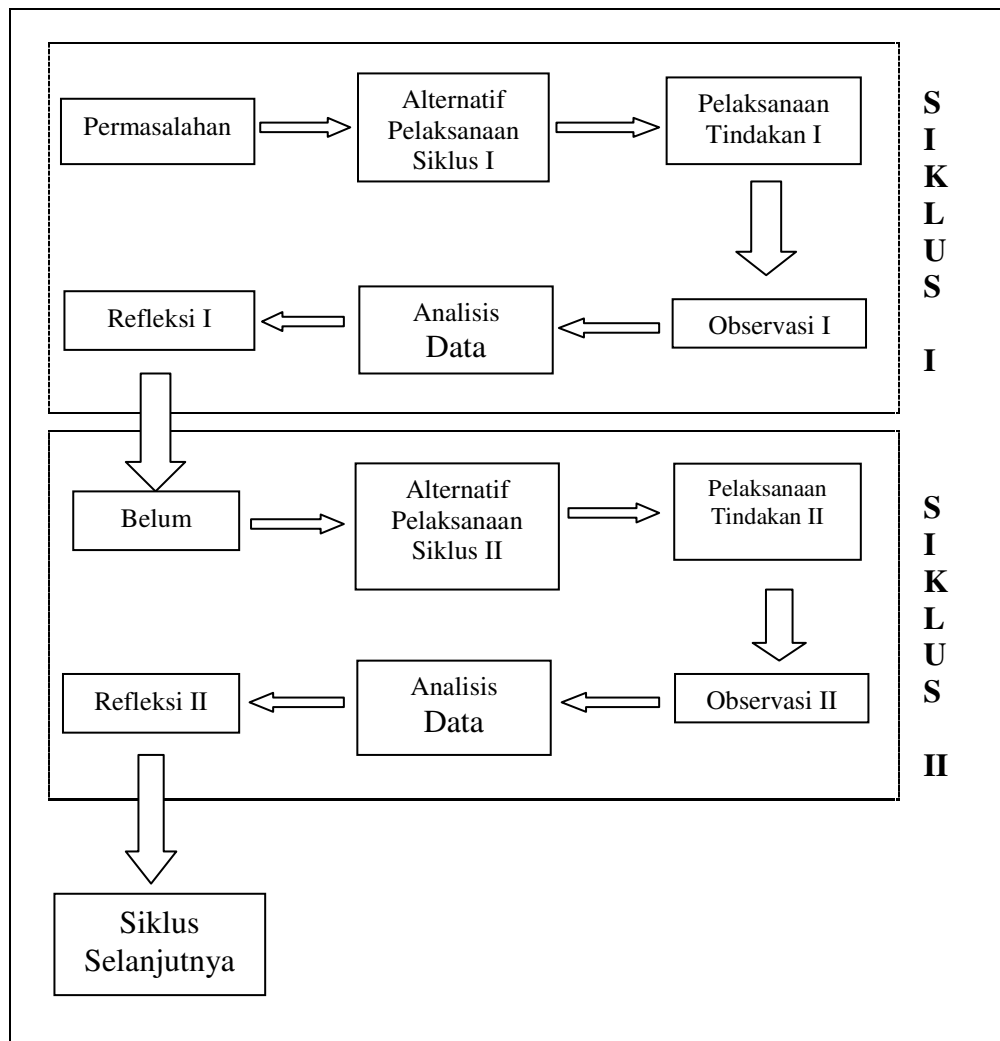 Permasalahan
Alternatif
Pelaksanaan
Siklus I
Pelaksanaan
Tindakan I
Refleksi I
Analisis
Data
Observasi I
S
I
K
L
U
S
I
Belum
Alternatif
Pelaksanaan
Siklus II
Pelaksanaan
Tindakan II
Refleksi II
Analisis
Data
Observasi II
S
I
K
L
U
S
II
Siklus
Selanjutnya